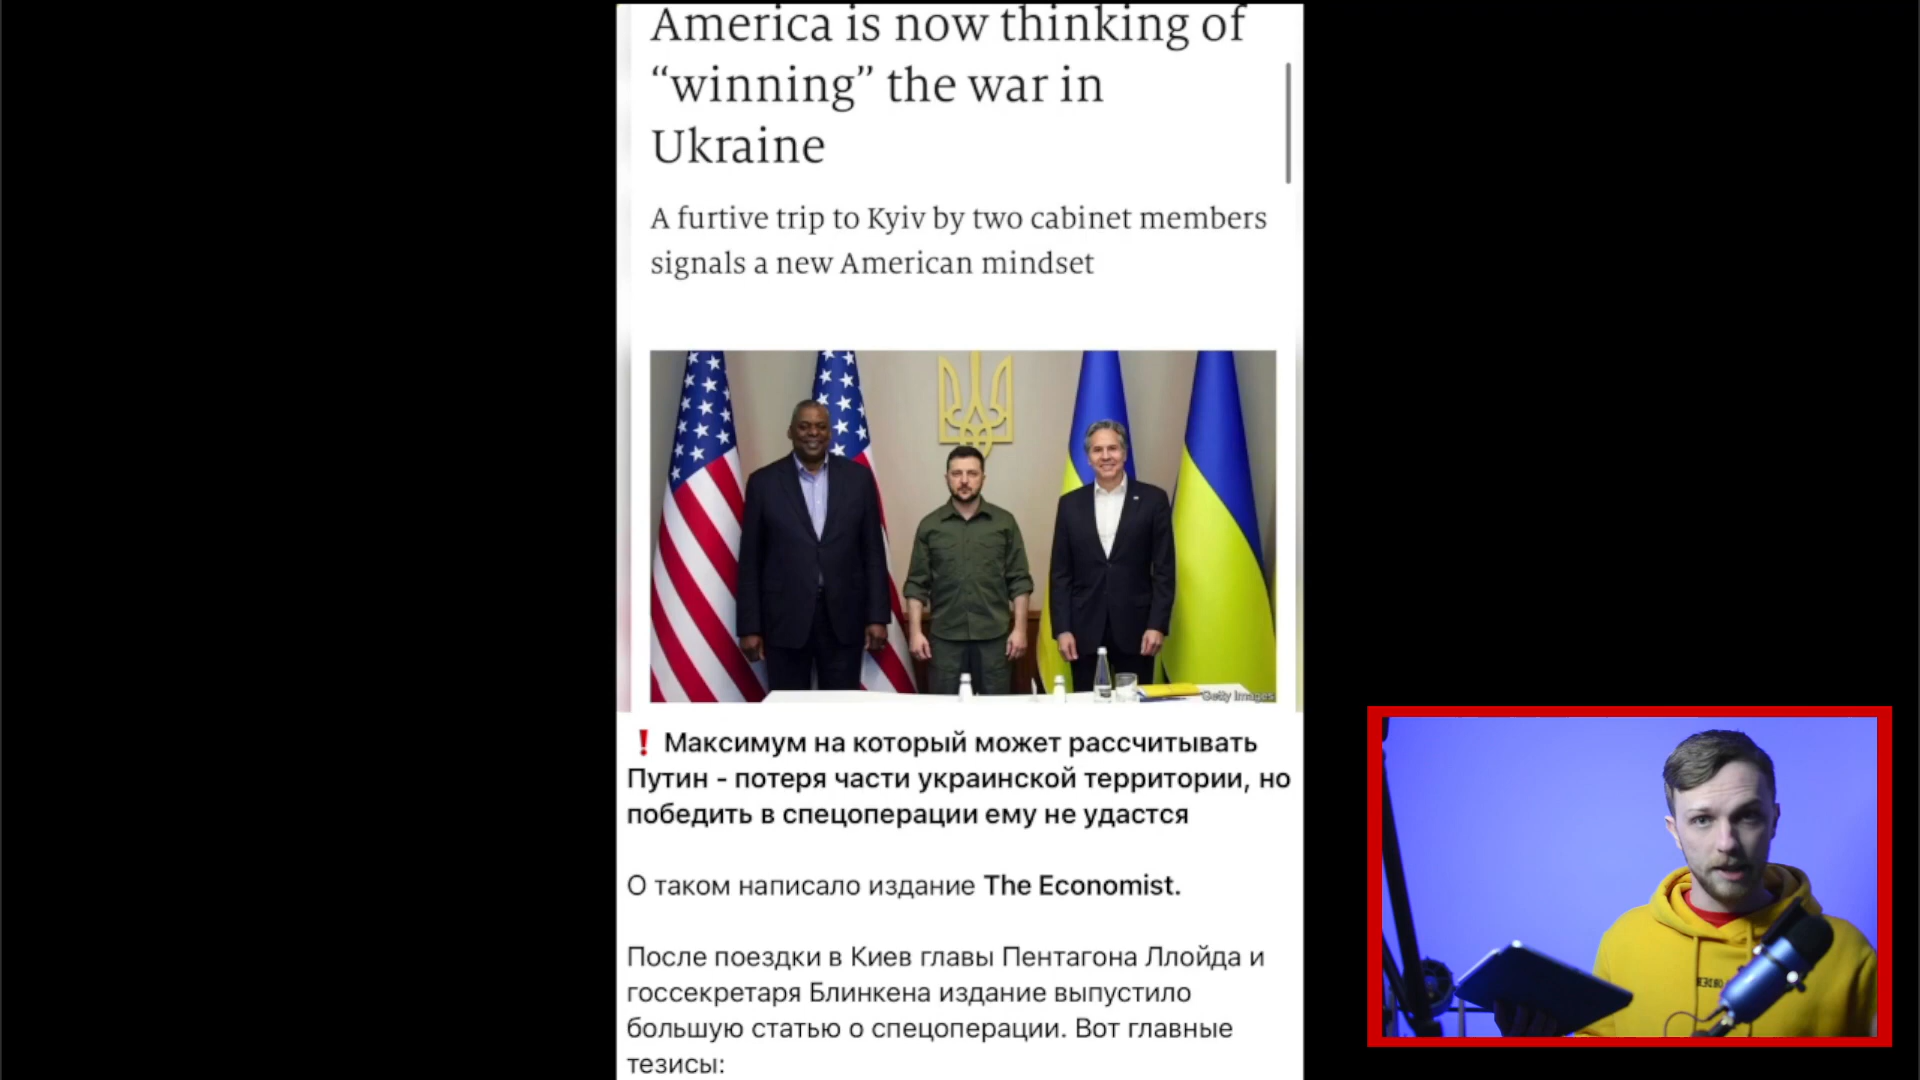 America is now thinking of
“winning” the war in
Ukraine
A furtive trip to Kyiv by two cabinet members
signals a new American mindset
Getty Images
❗ Максимум на который может рассчитывать
Путин - потеря части украинской территории, но
победить в спецоперации ему не удастся
О таком написало издание The Economist.
После поездки в Киев главы Пентагона Ллойда и
госсекретаря Блинкена издание выпустило
большую статью о спецоперации. Вот главные
тезисы: